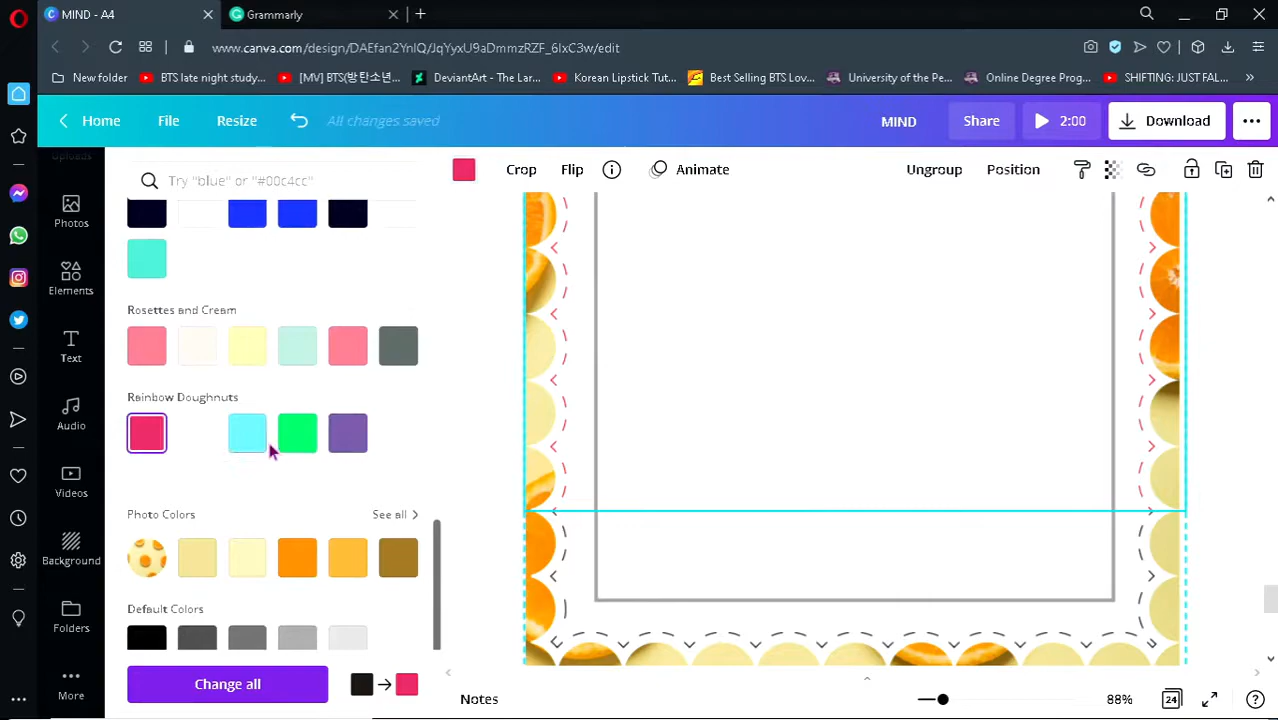 MIND - A4
Grammarly
www.canva.com/design/DAEfan2YnlQ/JqYyxU9aDmmzRZF_6IxC3w/edit
New folder
BTS late night study...
[MV] BTS(방탄소년...
DeviantArt - The Lar...
Korean Lipstick Tut...
Best Selling BTS Lov...
University of the Pe...
Online Degree Prog...
SHIFTING: JUST FAL...
Home
File
Resize
All changes saved
MIND
Share
2:00
Download
Uploads
Try "blue" or "#00c4cc"
Crop
Flip
Animate
Ungroup
Position
Photos
Elements
Text
Audio
Videos
Background
Folders
More
Rosettes and Cream
Rainbow Doughnuts
Photo Colors
See all
Default Colors
Change all
Notes
88%
24